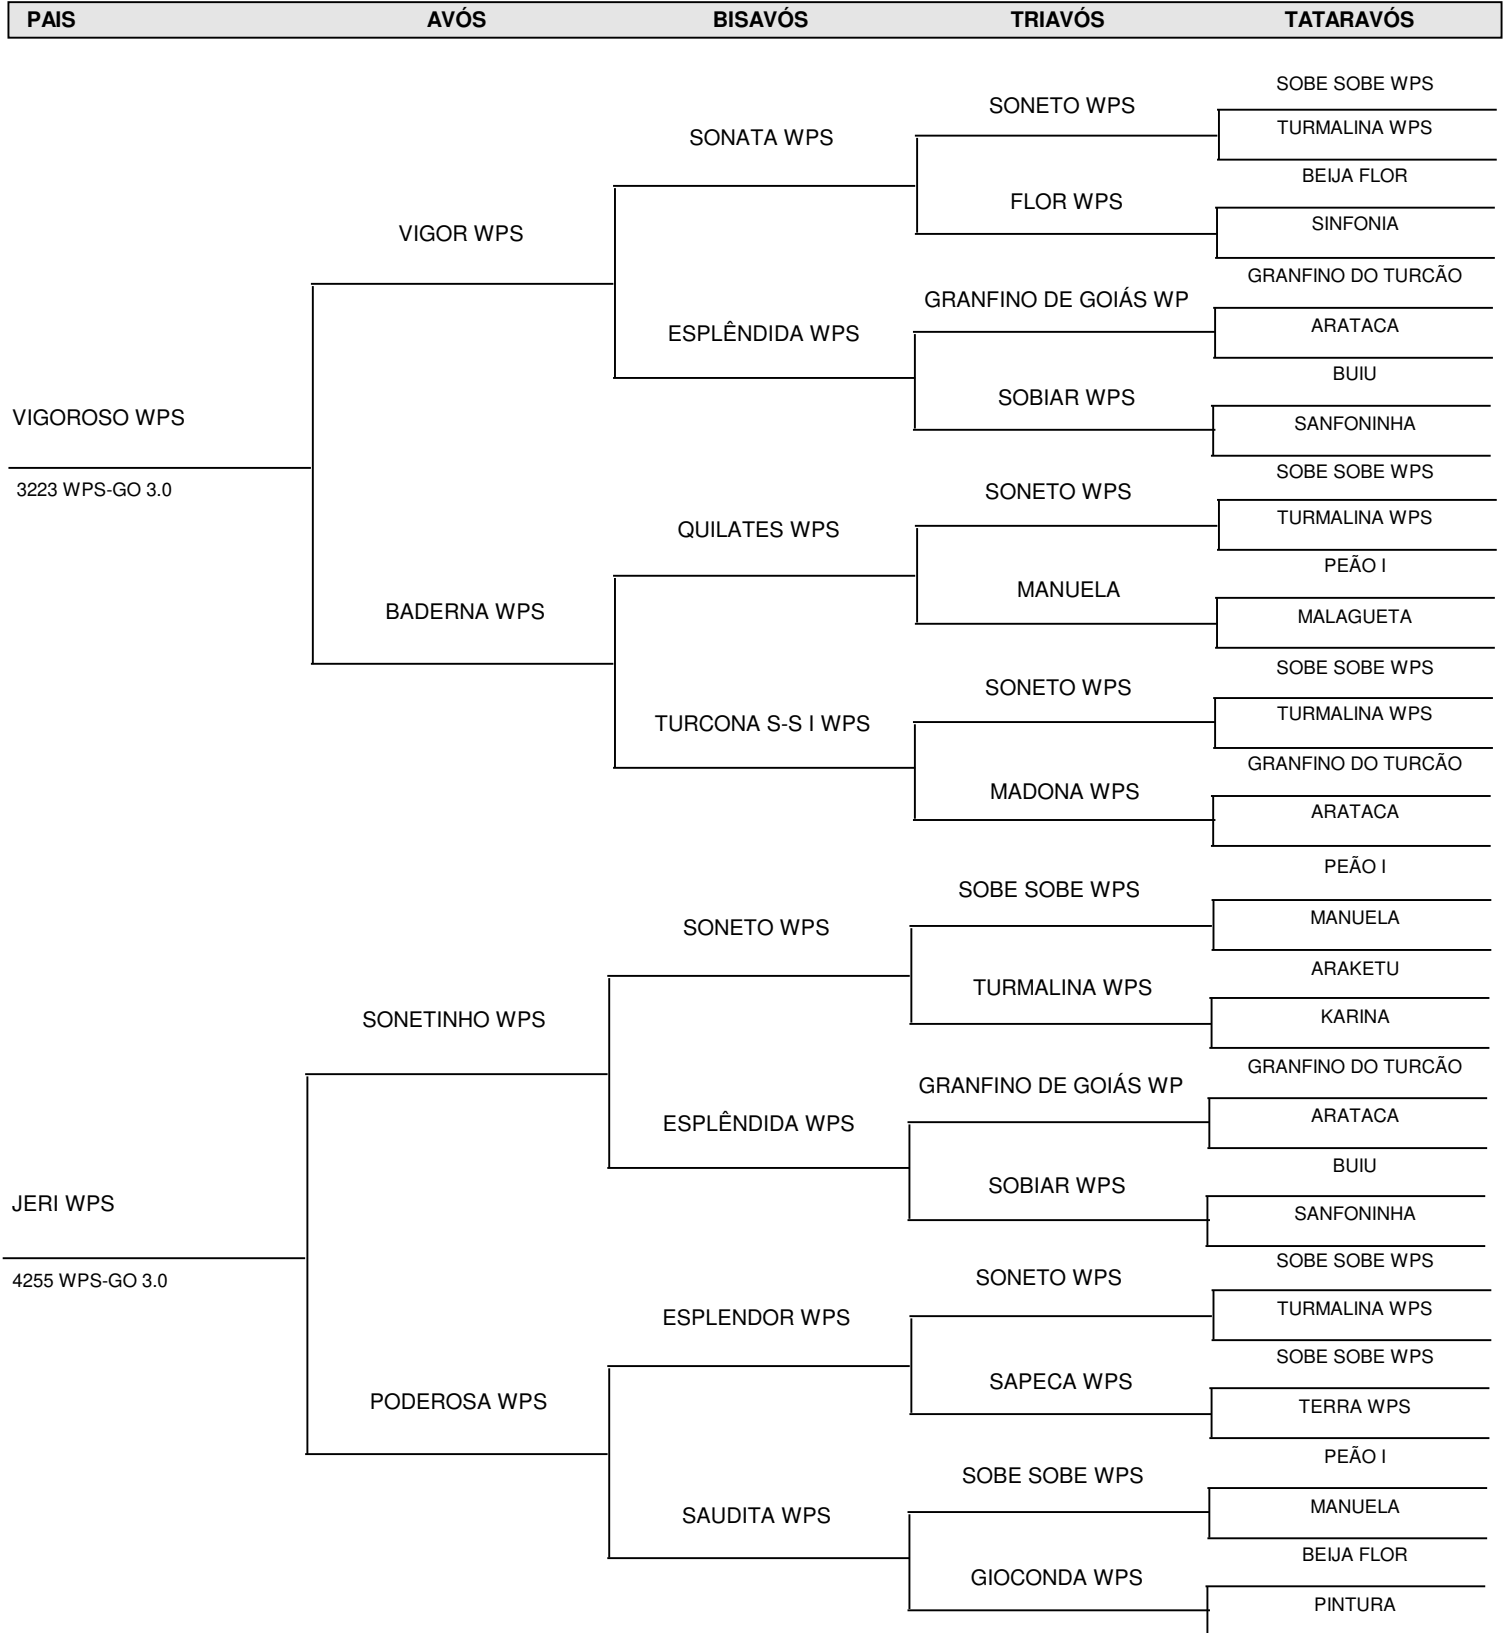 PAIS AVÓS BISAVÓS TRIAVÓS TATARAVÓS
SOBE SOBE WPS
SONETO WPS
TURMALINA WPS
SONATA WPS
BEIJA FLOR
FLOR WPS
SINFONIA
VIGOR WPS
GRANFINO DO TURCÃO
GRANFINO DE GOIÁS WP
ARATACA
ESPLÊNDIDA WPS
BUIU
SOBIAR WPS
VIGOROSO WPS
SANFONINHA
SOBE SOBE WPS
3223 WPS-GO 3.0
SONETO WPS
TURMALINA WPS
QUILATES WPS
PEÃO I
MANUELA
BADERNA WPS
MALAGUETA
SOBE SOBE WPS
SONETO WPS
TURMALINA WPS
TURCONA S-S I WPS
GRANFINO DO TURCÃO
MADONA WPS
ARATACA
PEÃO I
SOBE SOBE WPS
MANUELA
SONETO WPS
ARAKETU
TURMALINA WPS
KARINA
SONETINHO WPS
GRANFINO DO TURCÃO
GRANFINO DE GOIÁS WP
ARATACA
ESPLÊNDIDA WPS
BUIU
SOBIAR WPS
JERI WPS
SANFONINHA
SOBE SOBE WPS
4255 WPS-GO 3.0
SONETO WPS
TURMALINA WPS
ESPLENDOR WPS
SOBE SOBE WPS
SAPECA WPS
PODEROSA WPS
TERRA WPS
PEÃO I
SOBE SOBE WPS
MANUELA
SAUDITA WPS
BEIJA FLOR
GIOCONDA WPS
PINTURA